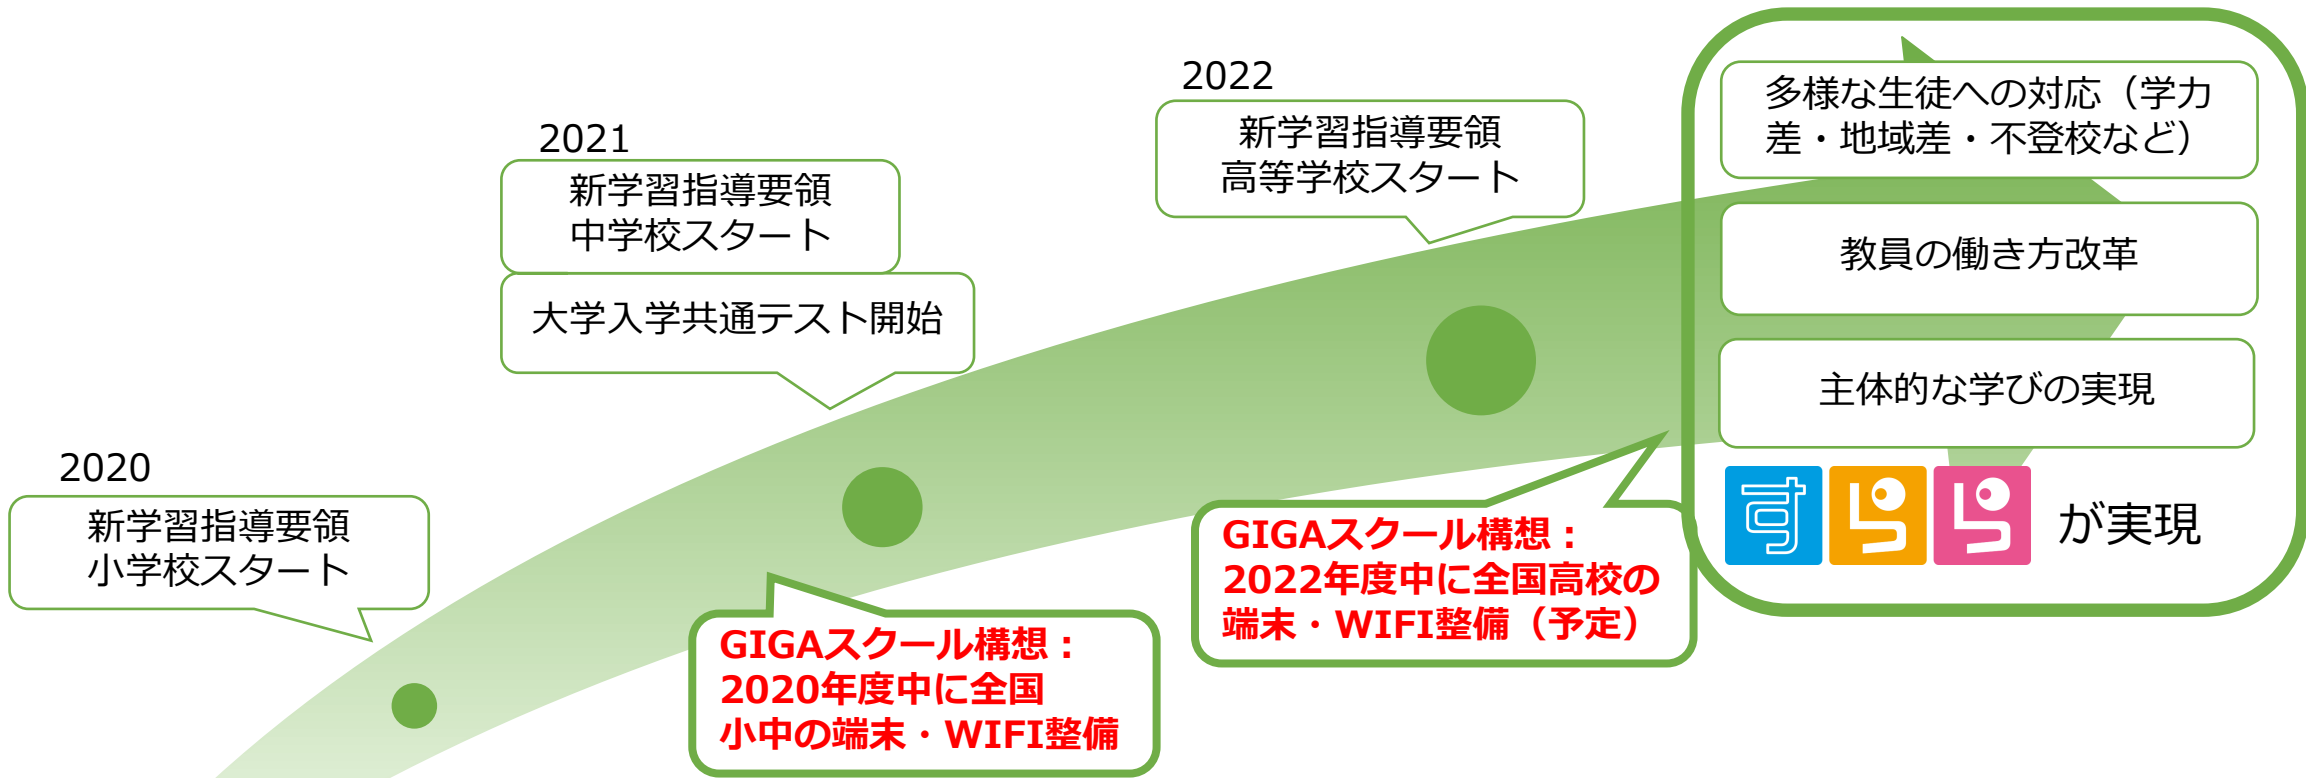 2020
新学習指導要領
小学校スタート
2021
新学習指導要領
中学校スタート
大学入学共通テスト開始
2022
新学習指導要領
高等学校スタート
GIGAスクール構想：
2020年度中に全国
小中の端末・WIFI整備
GIGAスクール構想：
2022年度中に全国高校の
端末・WIFI整備（予定）
多様な生徒への対応（学力
差・地域差・不登校など）
教員の働き方改革
主体的な学びの実現
すらら が実現